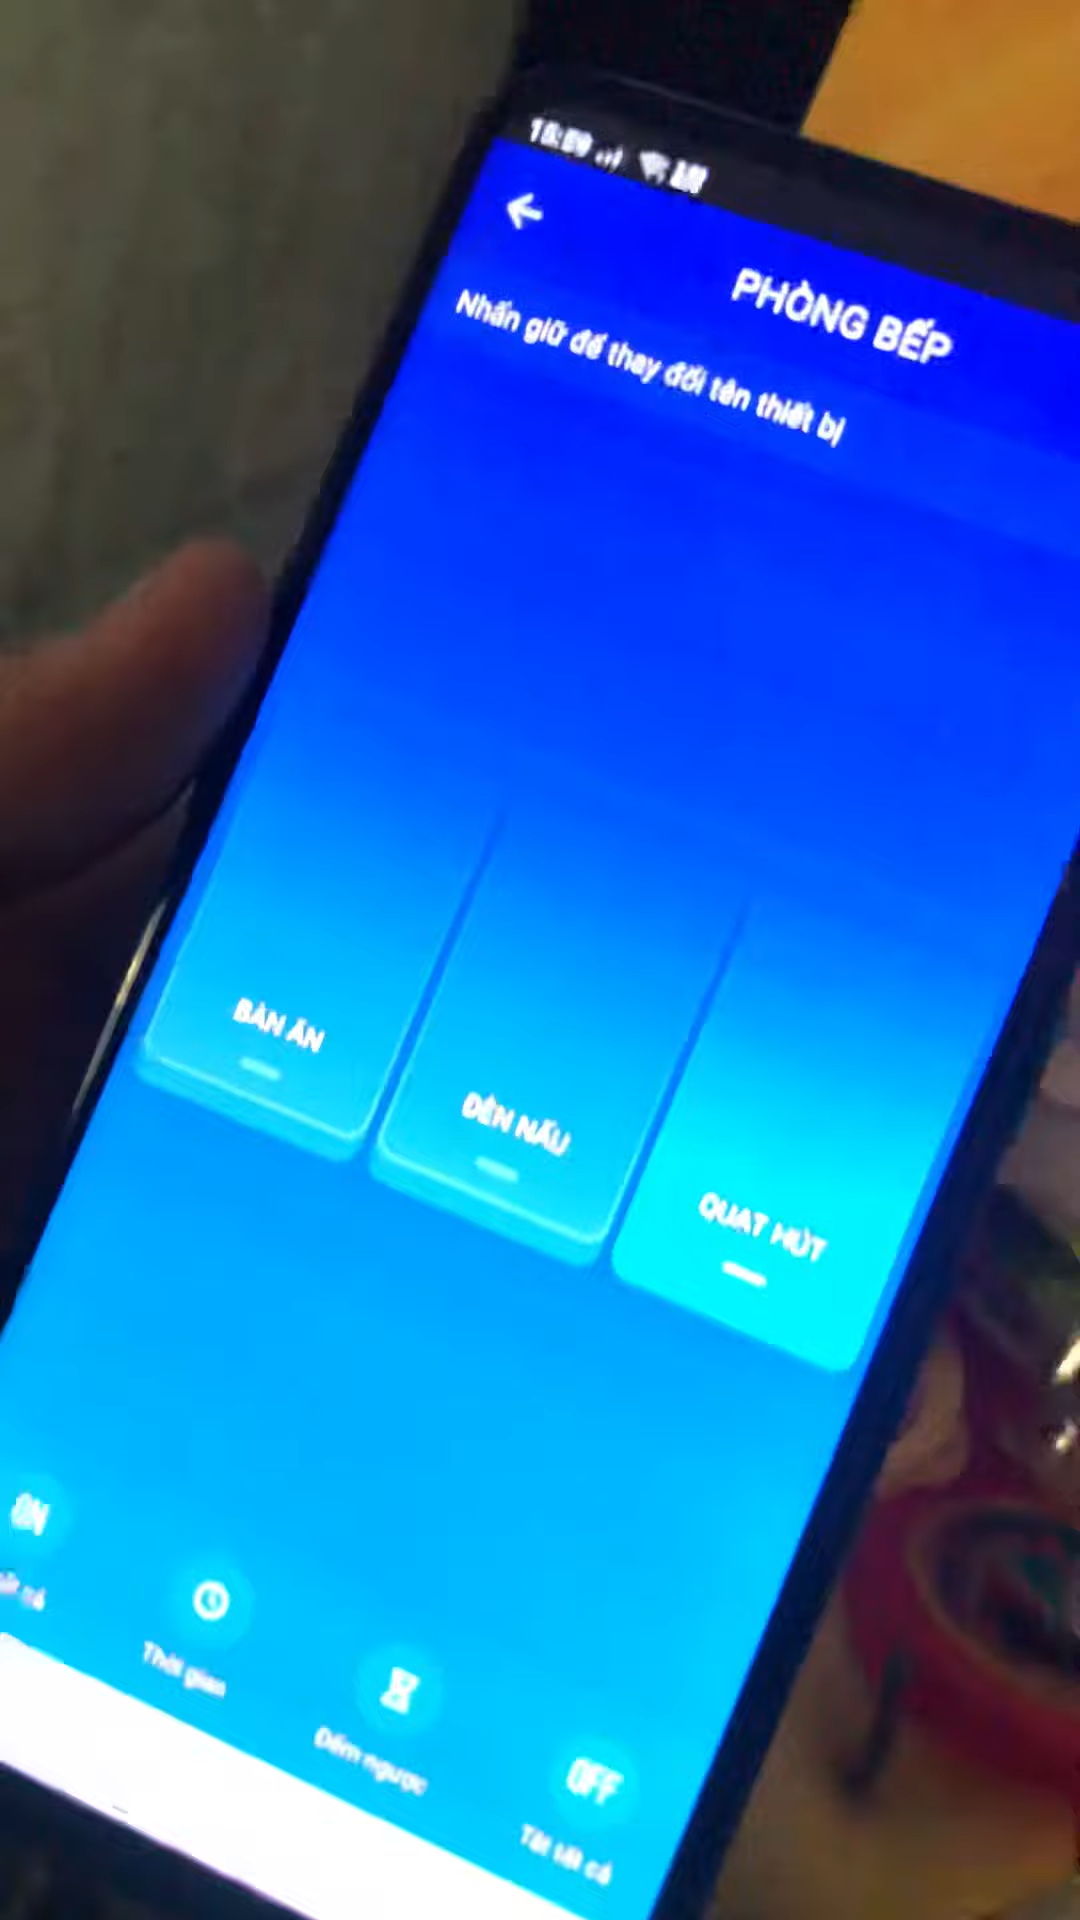 PHÒNG BẾP
Nhấn giữ để thay đổi tên thiết bị
BÀN ĂN
ĐÈN NẤU
QUAT HÚT
ON
Thời gian
Đếm ngược
OFF
Tắt tất cả